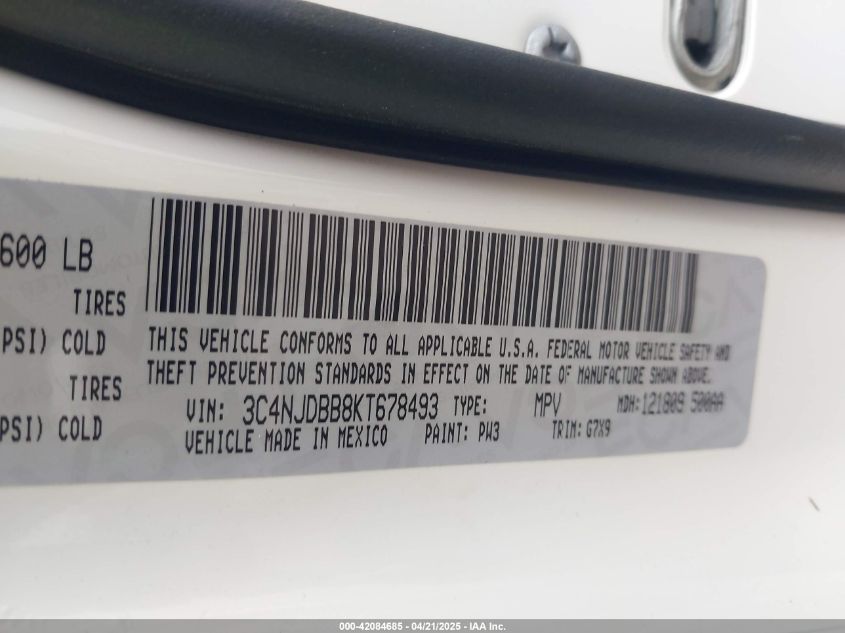 600 LB
TIRES
PSI) COLD
TIRES
PSI) COLD
THIS VEHICLE CONFORMS TO ALL APPLICABLE U.S.A. FEDERAL MOTOR VEHICLE SAFETY AND
THEFT PREVENTION STANDARDS IN EFFECT ON THE DATE OF MANUFACTURE SHOWN ABOVE.
VIN: 3C4NJDBB8KT678493 TYPE: MPV MDH: 121809 500AA
VEHICLE MADE IN MEXICO PAINT: PW3 TRIM: G7X9
000-42084685 - 04/21/2025 - IAA Inc.